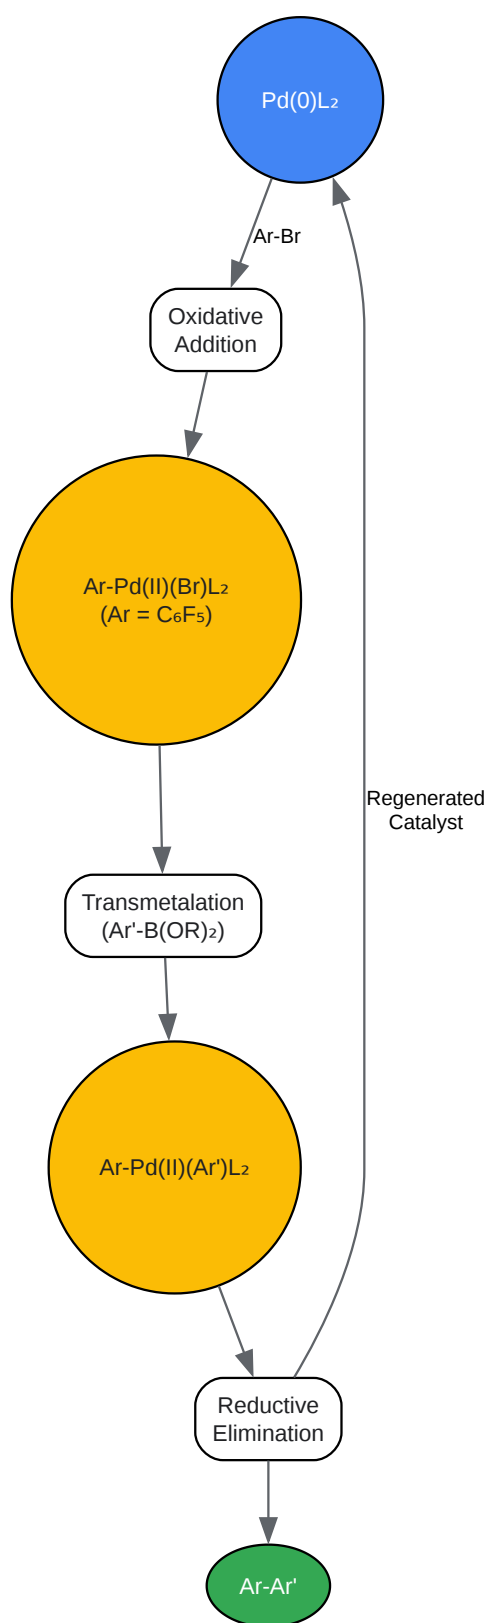 Pd(0)L₂
Ar-Br
Oxidative
Addition
Ar-Pd(II)(Br)L₂
(Ar = C₆F₅)
Regenerated
Catalyst
Transmetalation
(Ar'-B(OR)₂)
Ar-Pd(II)(Ar')L₂
Reductive
Elimination
Ar-Ar'